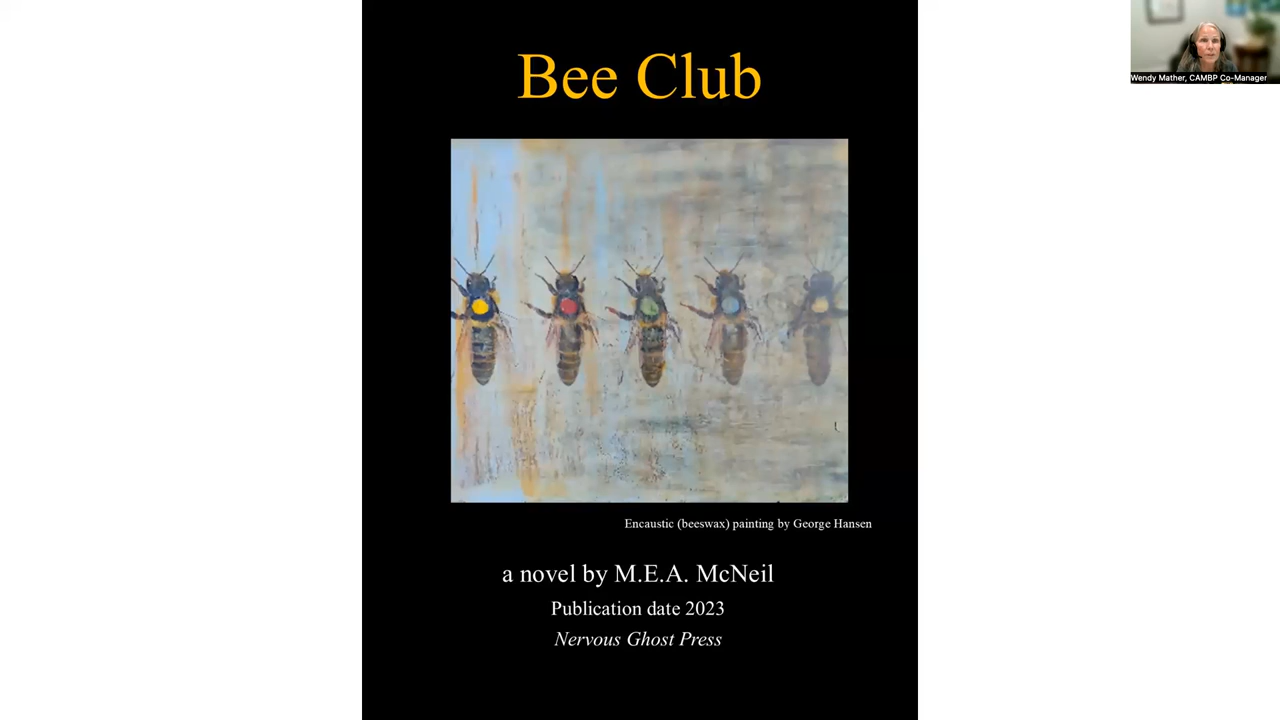 Bee Club
Wendy Mather, CAMBP Co-Manager
Encaustic (beeswax) painting by George Hansen
a novel by M.E.A. McNeil
Publication date 2023
Nervous Ghost Press